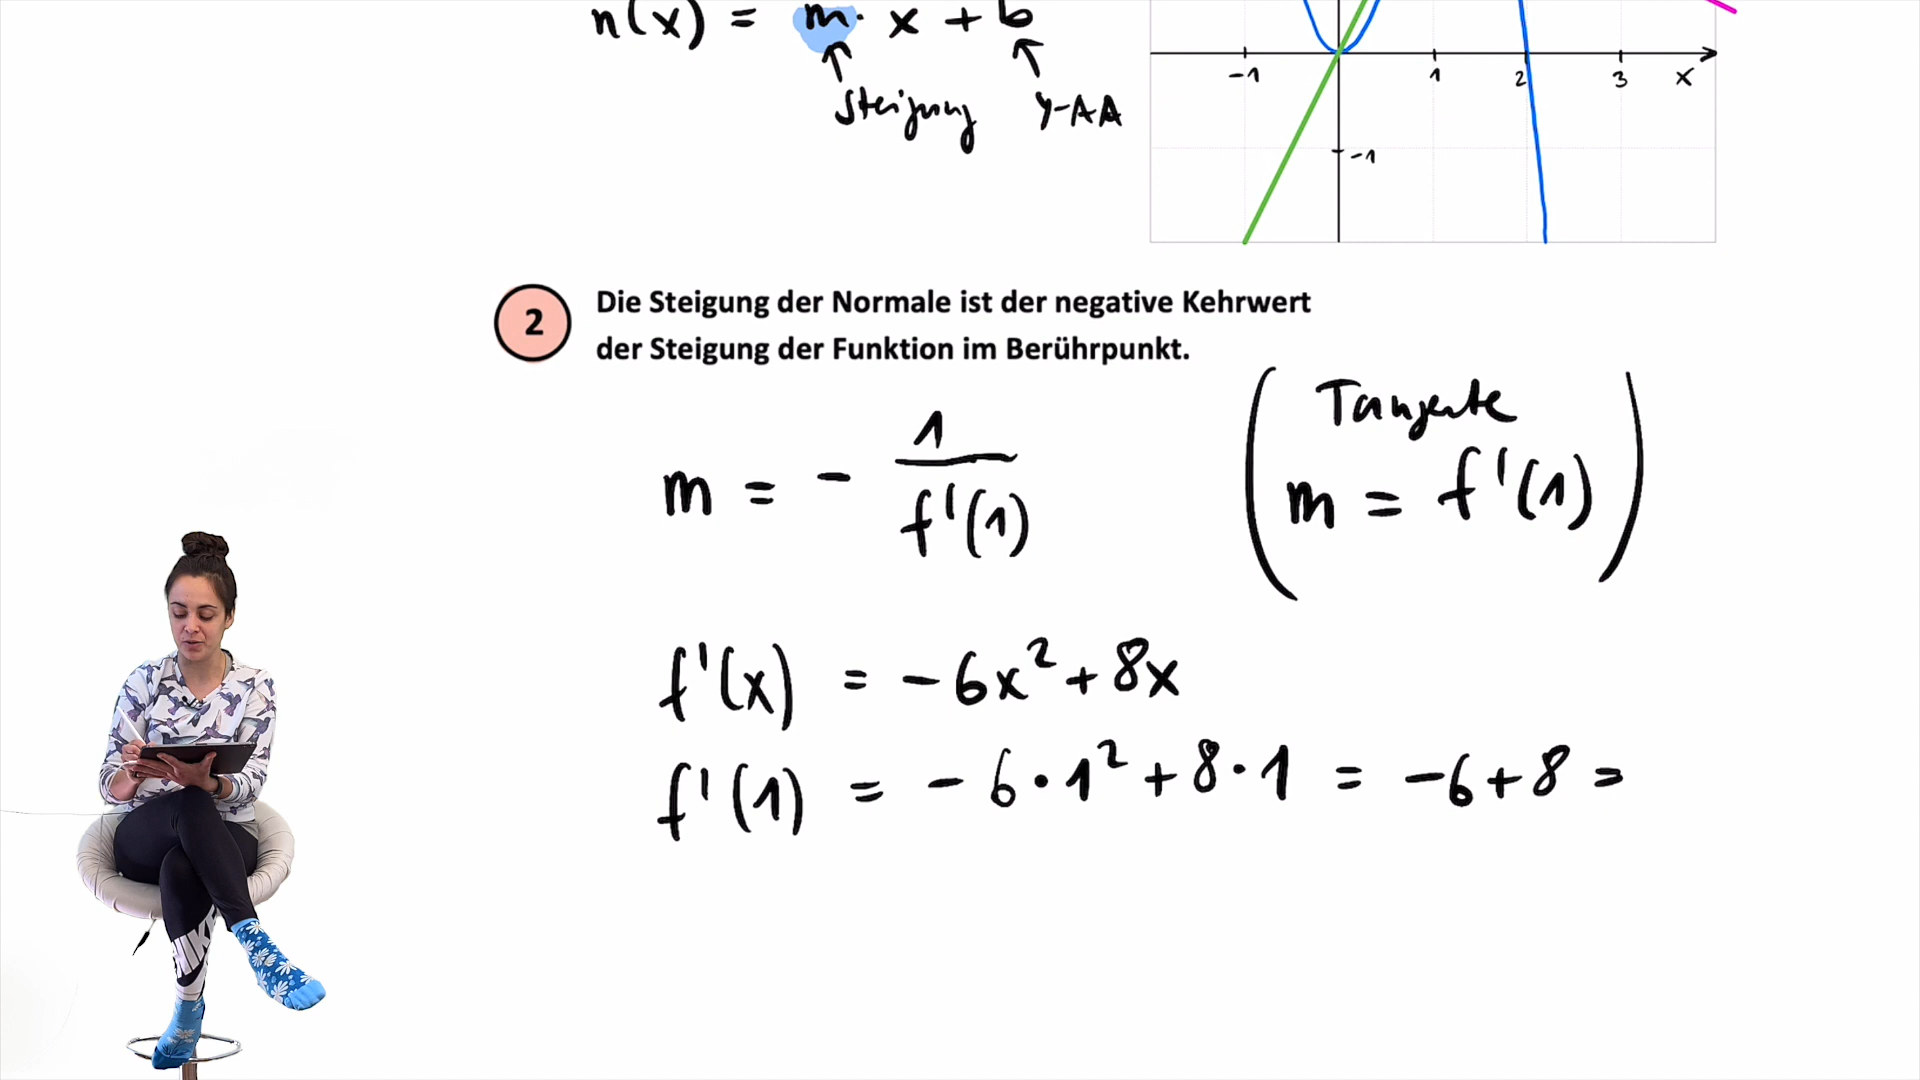 n(x) = m · x + b
Steigung
y-AA
-1 1 2 3 x
-1
2
Die Steigung der Normale ist der negative Kehrwert
der Steigung der Funktion im Berührpunkt.
m = - 1/f'(1)
(Tangente
m = f'(1))
f'(x) = -6x² + 8x
f'(1) = -6·1² + 8·1 = -6+8 =
NIKE